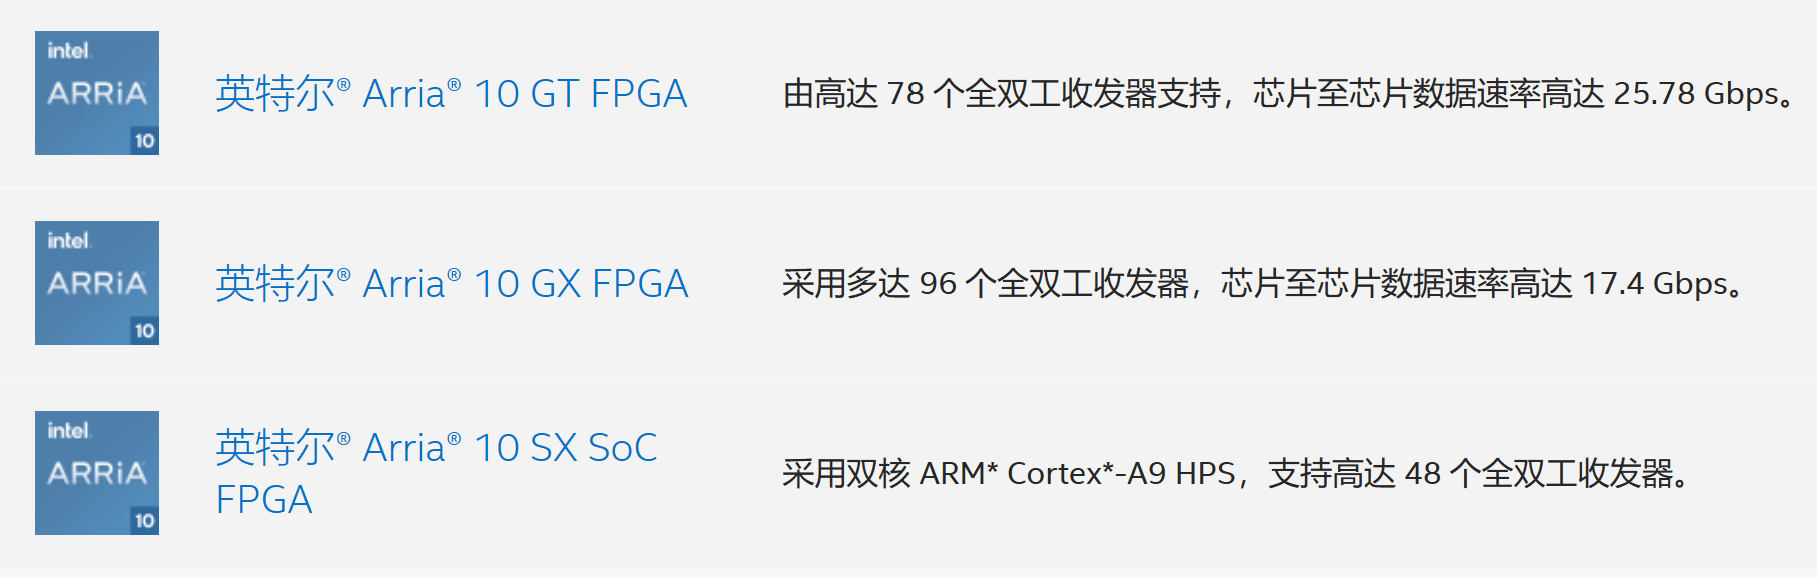 intel.
ARRiA
10
英特尔® Arria® 10 GT FPGA
由高达 78 个全双工收发器支持，芯片至芯片数据速率高达 25.78 Gbps。
intel.
ARRiA
10
英特尔® Arria® 10 GX FPGA
采用多达 96 个全双工收发器，芯片至芯片数据速率高达 17.4 Gbps。
intel.
ARRiA
10
英特尔® Arria® 10 SX SoC
FPGA
采用双核 ARM* Cortex*-A9 HPS，支持高达 48 个全双工收发器。